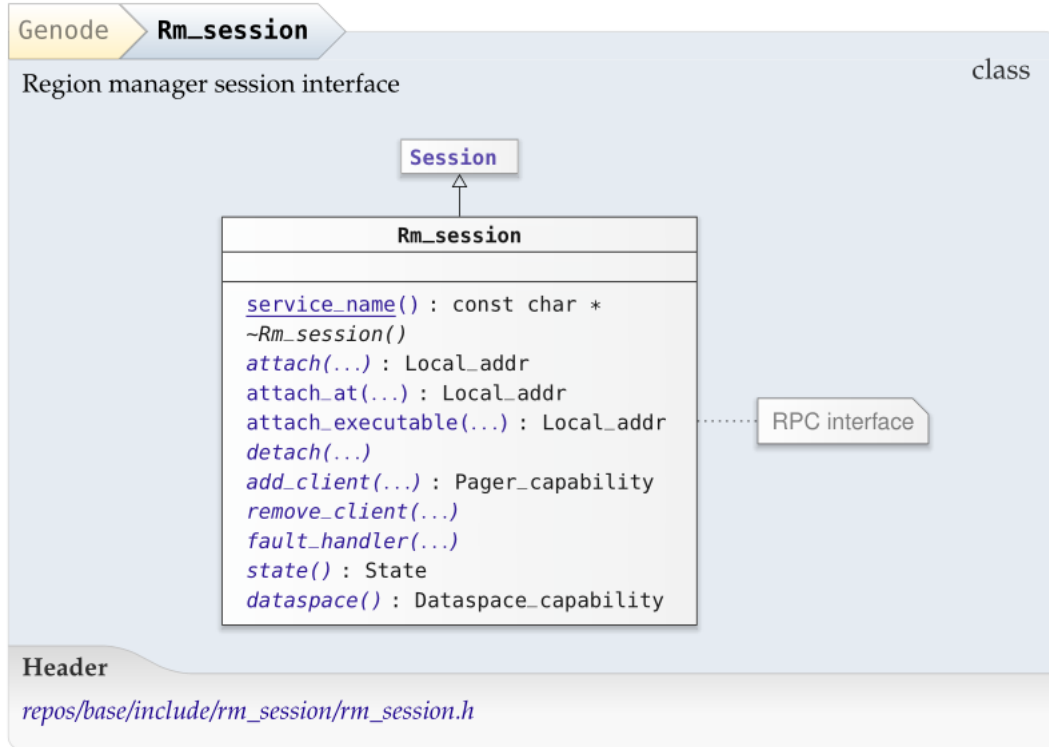 Genode Rm_session
class
Region manager session interface
Session
Rm_session
service_name() : const char *
~Rm_session()
attach(...) : Local_addr
attach_at(...) : Local_addr
attach_executable(...) : Local_addr
RPC interface
detach(...)
add_client(...) : Pager_capability
remove_client(...)
fault_handler(...)
state() : State
dataspace() : Dataspace_capability
Header
repos/base/include/rm_session/rm_session.h